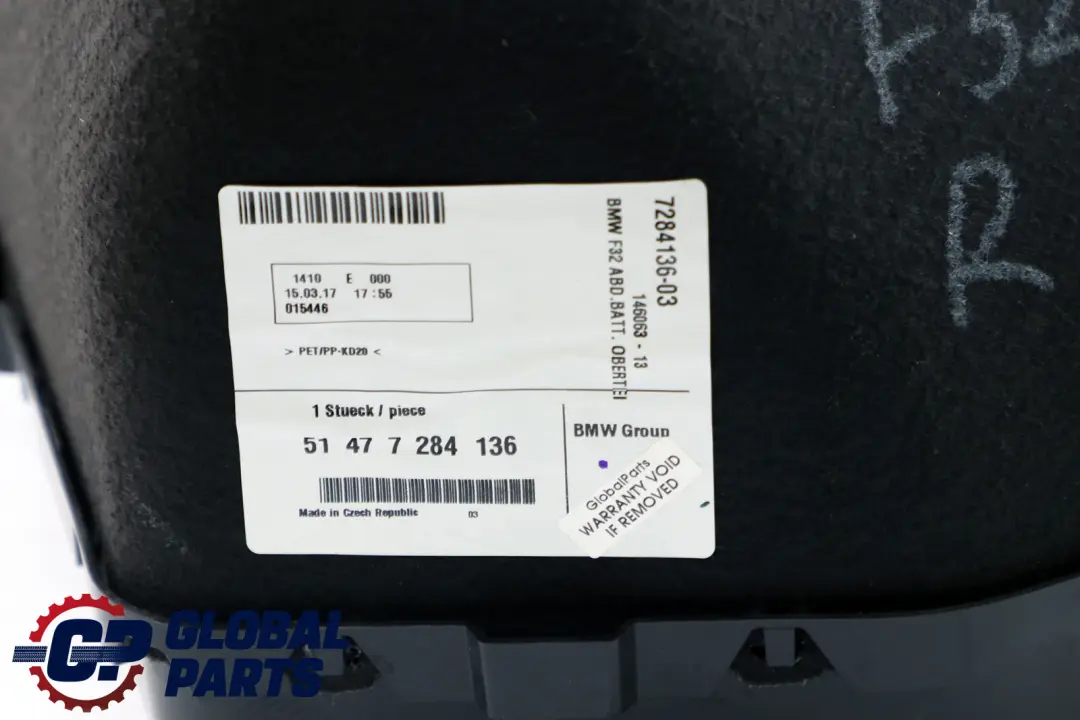 1410 E 000
15.03.17 17:55
015446
> PET/PP-KD20 <
7284136-03
146063 - 13
BMW F32 ABD.BATT. OBERTEI
1 Stueck / piece
51 47 7 284 136
Made in Czech Republic 03
BMW Group
GlobalParts
WARRANTY VOID
IF REMOVED
R
GP GLOBAL
PARTS